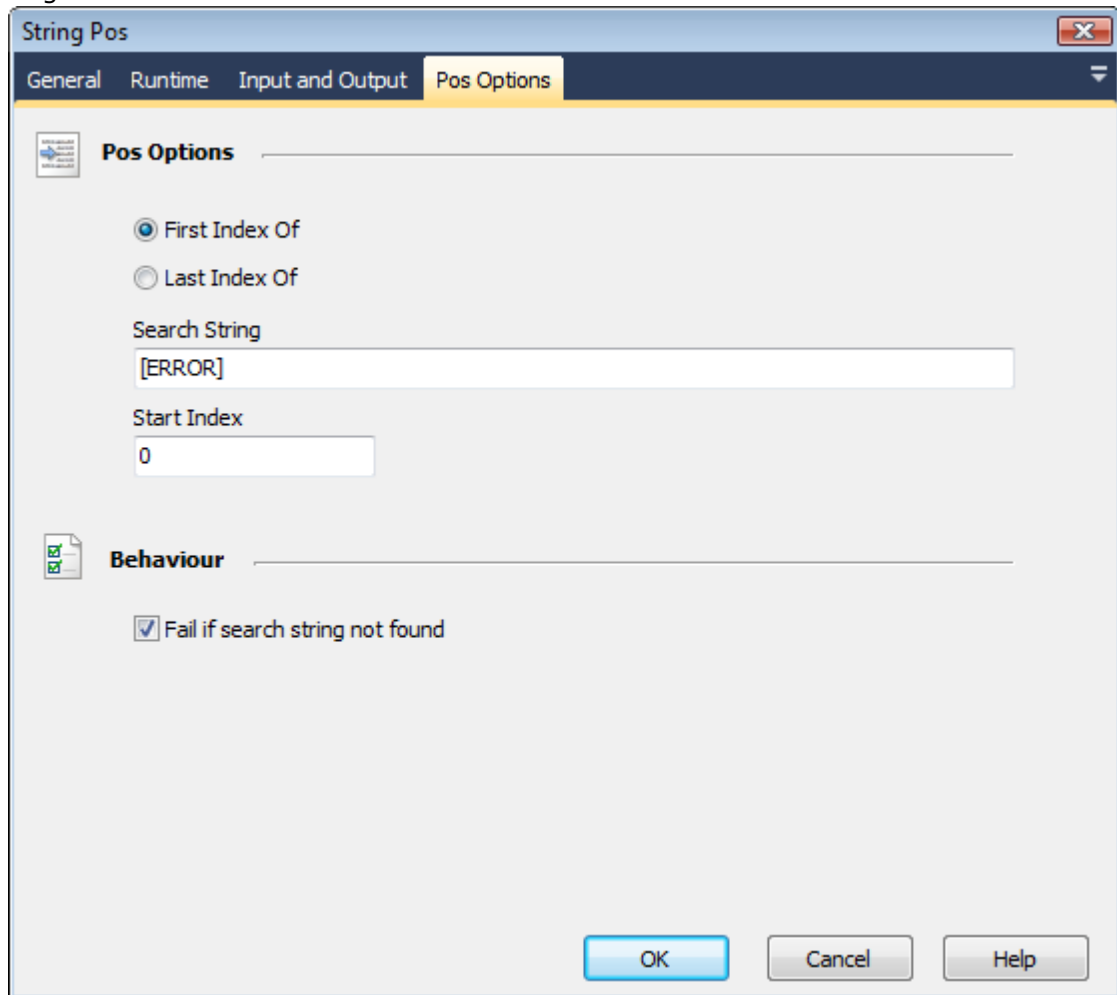 String Pos
General Runtime Input and Output Pos Options
Pos Options
First Index Of
Last Index Of
Search String
[ERROR]
Start Index
0
Behaviour
Fail if search string not found
OK Cancel Help